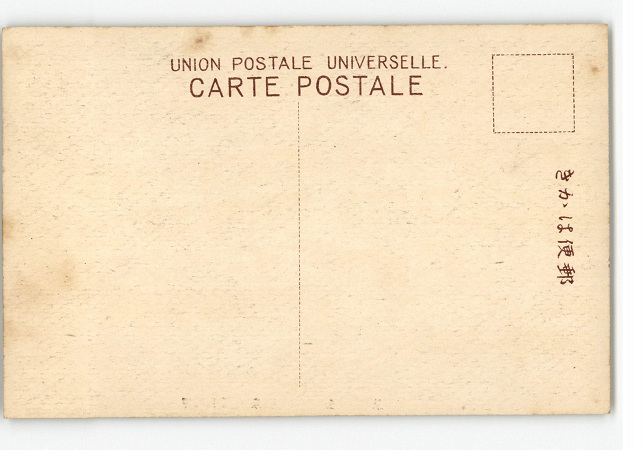 UNION POSTALE UNIVERSELLE.
CARTE POSTALE
きかは便郵